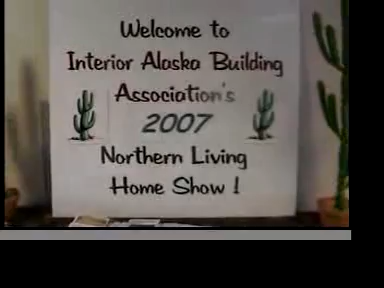 Welcome to
Interior Alaska Building
Association's
2007
Northern Living
Home Show !